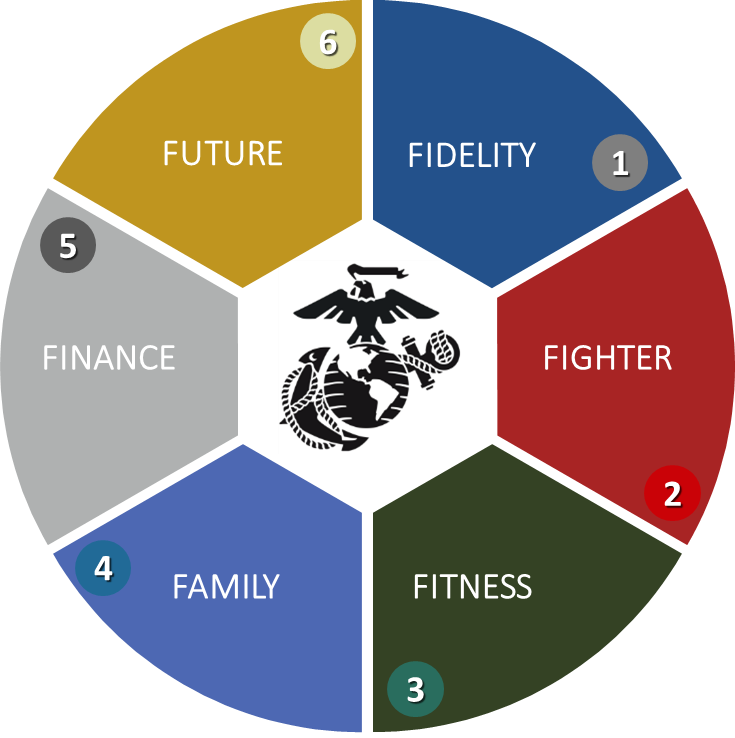 FIDELITY
1
FIGHTER
2
FITNESS
3
FAMILY
4
FINANCE
5
FUTURE
6